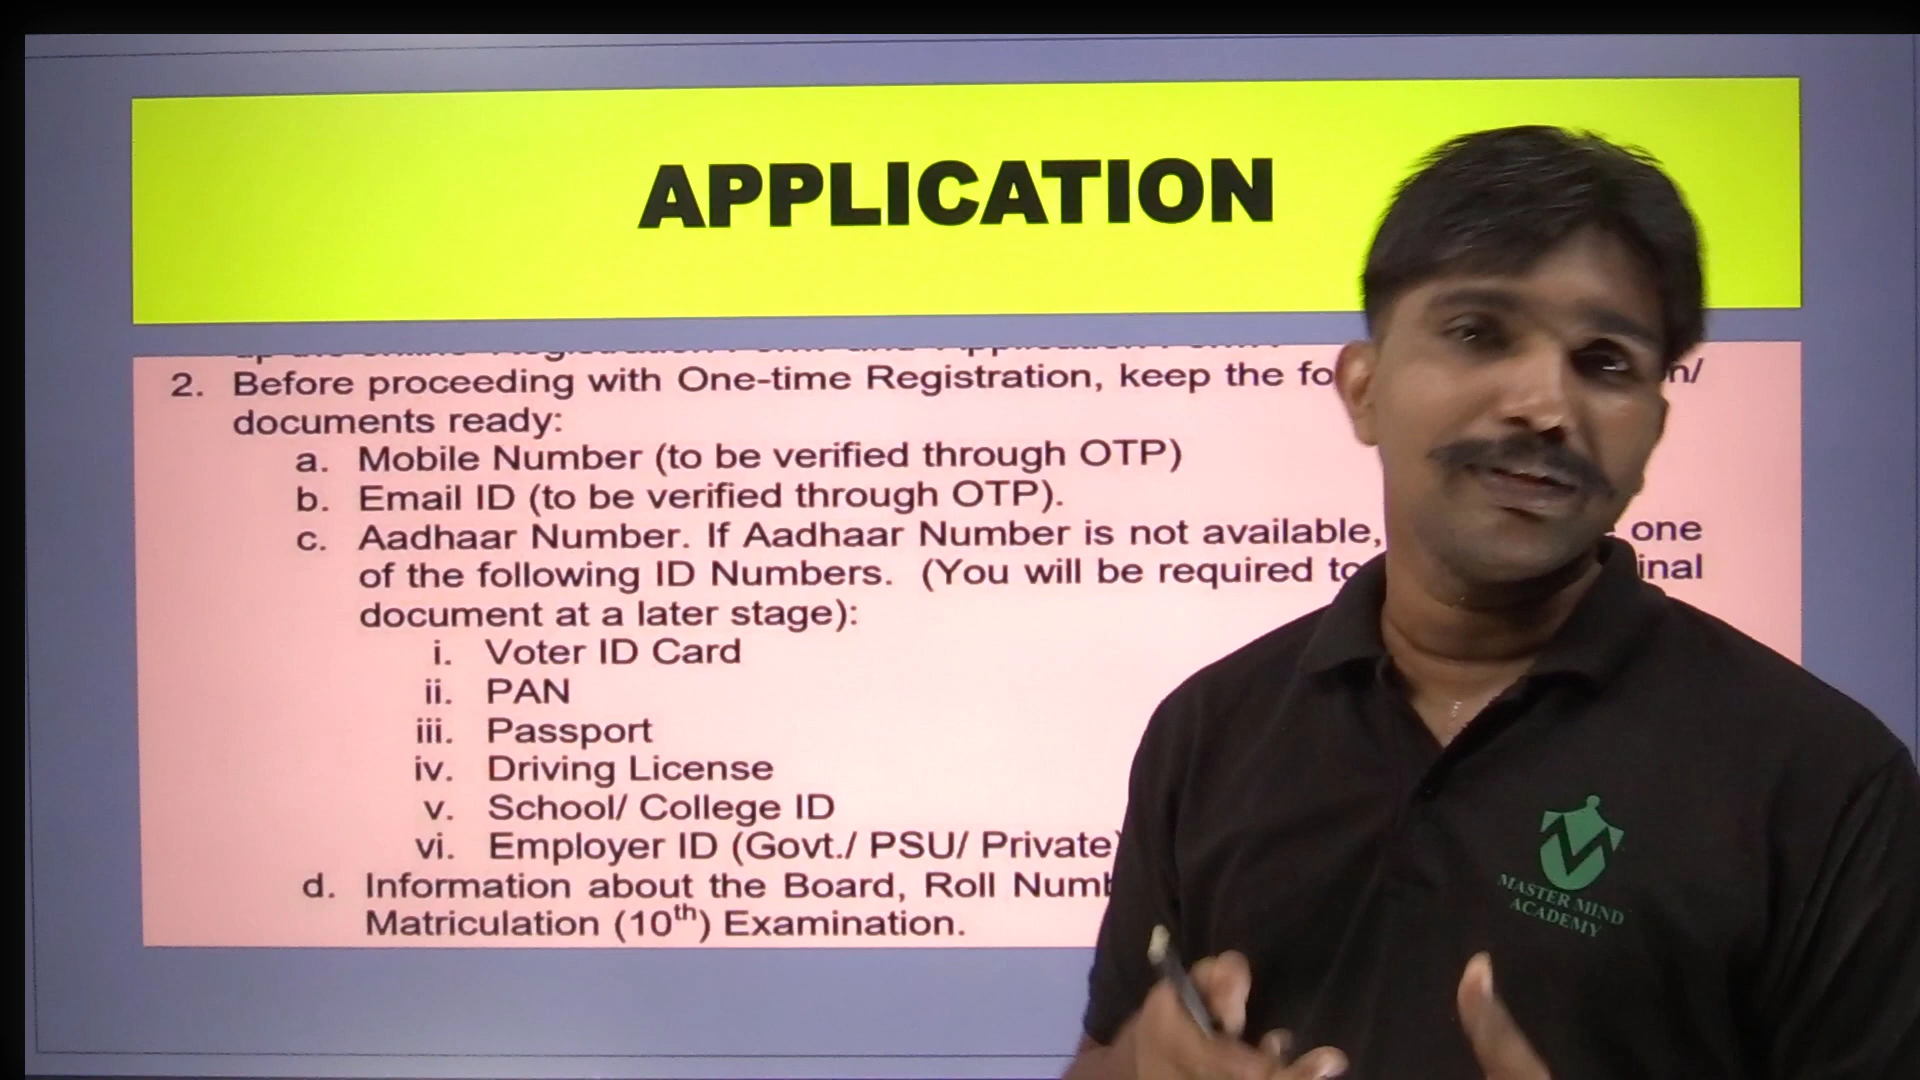 APPLICATION
2. Before proceeding with One-time Registration, keep the
documents ready:
a. Mobile Number (to be verified through OTP)
b. Email ID (to be verified through OTP).
c. Aadhaar Number. If Aadhaar Number is not available, one
of the following ID Numbers. (You will be required
document at a later stage):
i. Voter ID Card
ii. PAN
iii. Passport
iv. Driving License
v. School/ College ID
vi. Employer ID (Govt./ PSU/ Private)
d. Information about the Board, Roll
Matriculation (10th) Examination.
MASTER MIND
ACADEMY